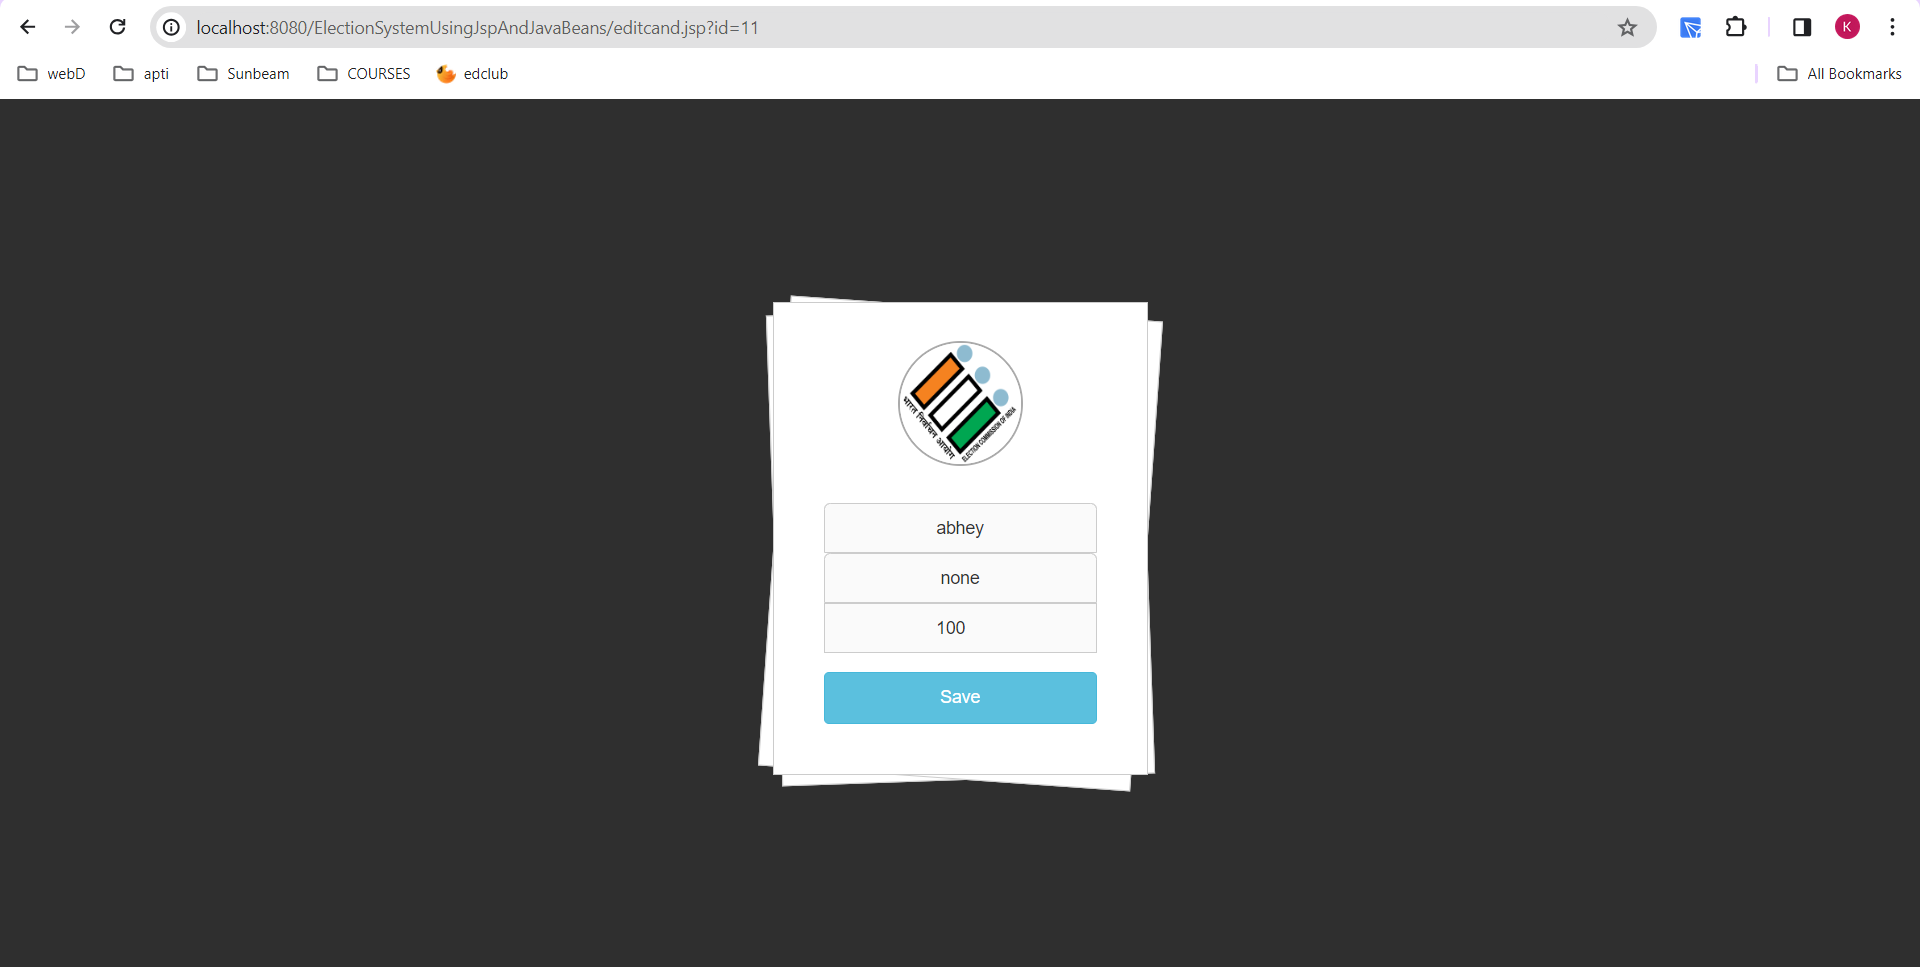 localhost:8080/ElectionSystemUsingJspAndJavaBeans/editcand.jsp?id=11
K
webD apti Sunbeam COURSES edclub All Bookmarks
भारत निर्वाचन आयोग
ELECTION COMMISSION OF INDIA
abhey
none
100
Save